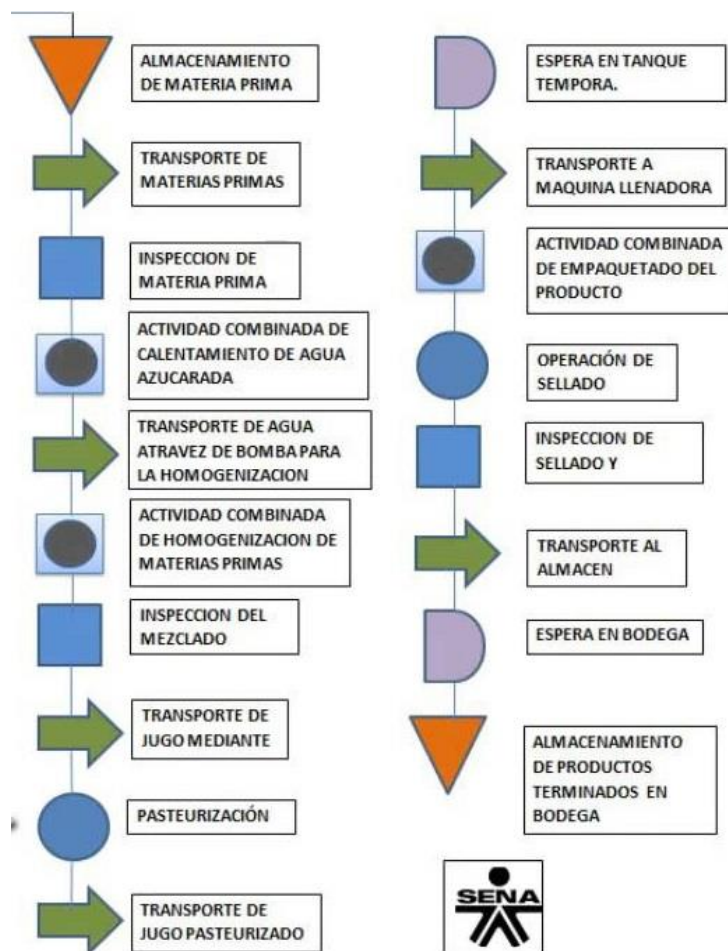 ALMACENAMIENTO
DE MATERIA PRIMA
TRANSPORTE DE
MATERIAS PRIMAS
INSPECCION DE
MATERIA PRIMA
ACTIVIDAD COMBINADA DE
CALENTAMIENTO DE AGUA
AZUCARADA
TRANSPORTE DE AGUA
ATRAVEZ DE BOMBA PARA
LA HOMOGENIZACION
ACTIVIDAD COMBINADA
DE HOMOGENIZACION DE
MATERIAS PRIMAS
INSPECCION DEL
MEZCLADO
TRANSPORTE DE
JUGO MEDIANTE
PASTEURIZACIÓN
TRANSPORTE DE
JUGO PASTEURIZADO
ESPERA EN TANQUE
TEMPORA.
TRANSPORTE A
MAQUINA LLENADORA
ACTIVIDAD COMBINADA
DE EMPAQUETADO DEL
PRODUCTO
OPERACIÓN DE
SELLADO
INSPECCION DE
SELLADO Y
TRANSPORTE AL
ALMACEN
ESPERA EN BODEGA
ALMACENAMIENTO
DE PRODUCTOS
TERMINADOS EN
BODEGA
SENA